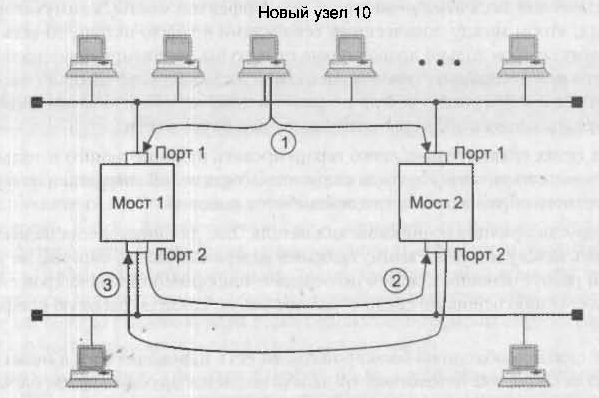 Новый узел 10
1
Порт 1
Порт 1
Мост 1
Мост 2
Порт 2
Порт 2
3
2